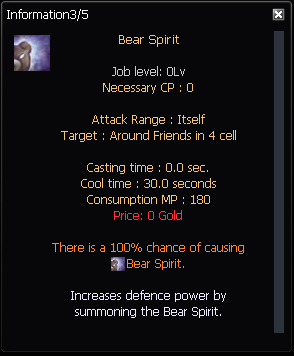 Information3/5
Bear Spirit
Job level: 0Lv
Necessary CP : 0
Attack Range : Itself
Target : Around Friends in 4 cell
Casting time : 0.0 sec.
Cool time : 30.0 seconds
Consumption MP : 180
Price: 0 Gold
There is a 100% chance of causing
Bear Spirit.
Increases defence power by
summoning the Bear Spirit.